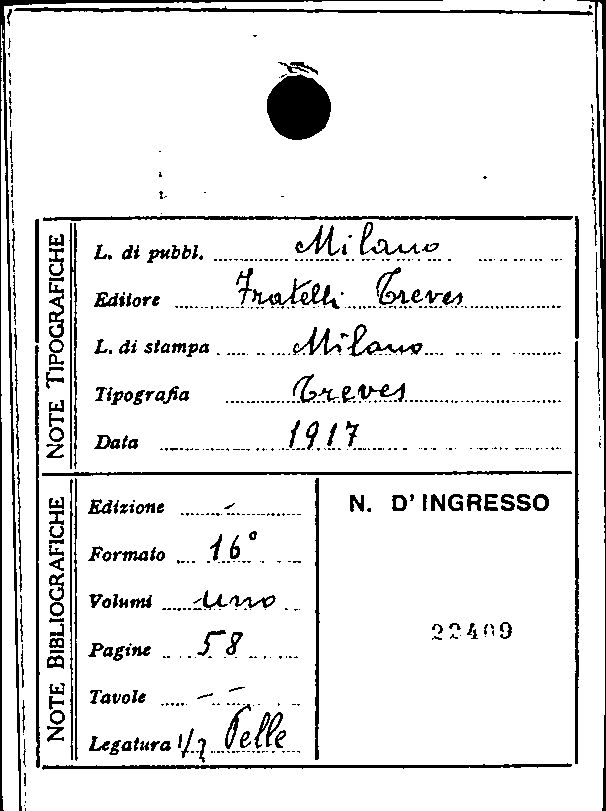 NOTE TIPOGRAFICHE
L. di pubbl. Milano
Editore Fratelli Treves
L. di stampa Milano
Tipografia Treves
Data 1917
NOTE BIBLIOGRAFICHE
Edizione -
Formato 16°
Volumi uno
Pagine 58
Tavole - -
Legatura 1/2 Pelle
N. D'INGRESSO
22409